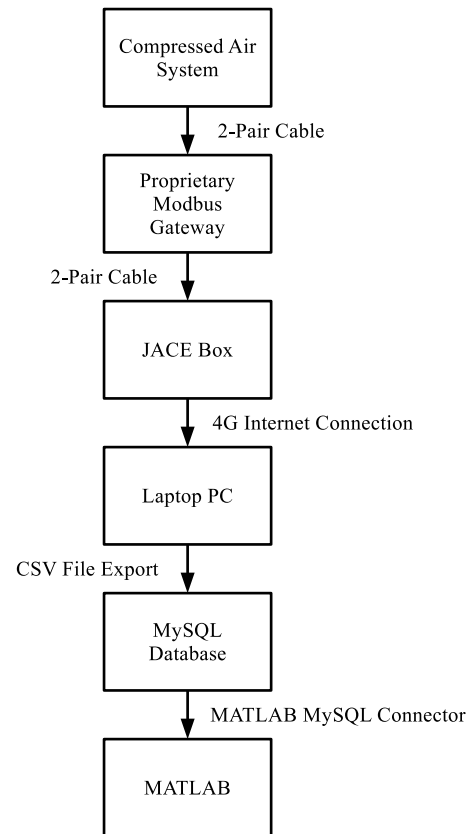 Compressed Air
System
2-Pair Cable
Proprietary
Modbus
Gateway
2-Pair Cable
JACE Box
4G Internet Connection
Laptop PC
CSV File Export
MySQL
Database
MATLAB MySQL Connector
MATLAB